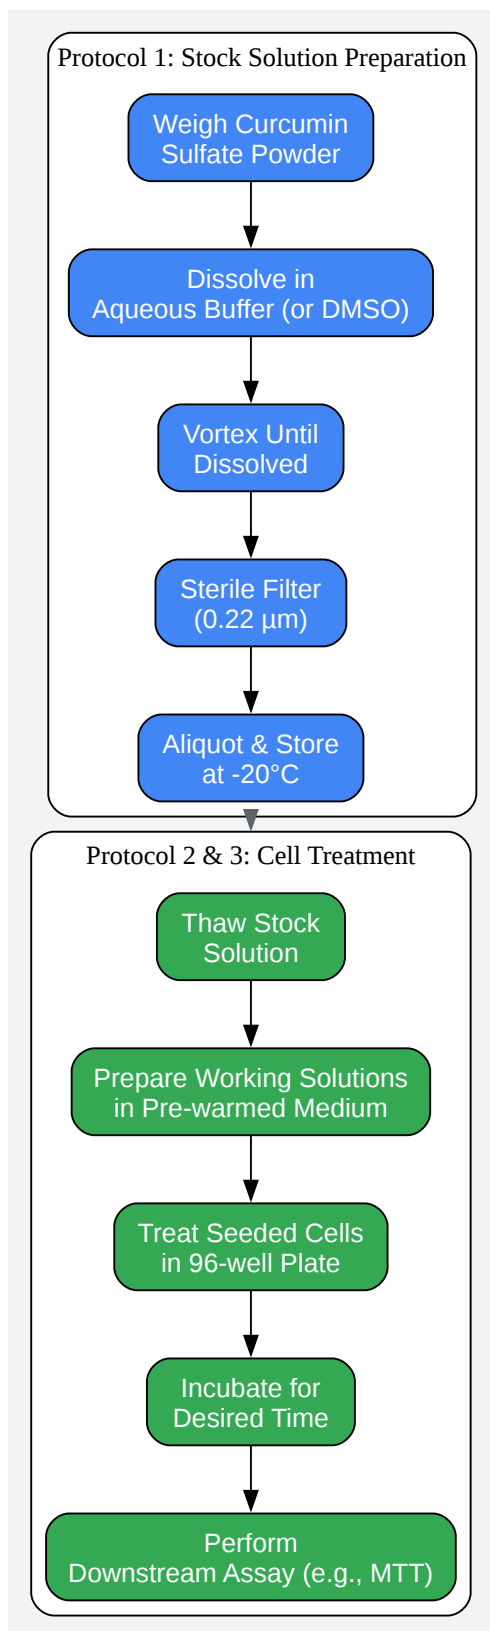 Protocol 1: Stock Solution Preparation
Weigh Curcumin
Sulfate Powder
Dissolve in
Aqueous Buffer (or DMSO)
Vortex Until
Dissolved
Sterile Filter
(0.22 µm)
Aliquot & Store
at -20°C
Protocol 2 & 3: Cell Treatment
Thaw Stock
Solution
Prepare Working Solutions
in Pre-warmed Medium
Treat Seeded Cells
in 96-well Plate
Incubate for
Desired Time
Perform
Downstream Assay (e.g., MTT)